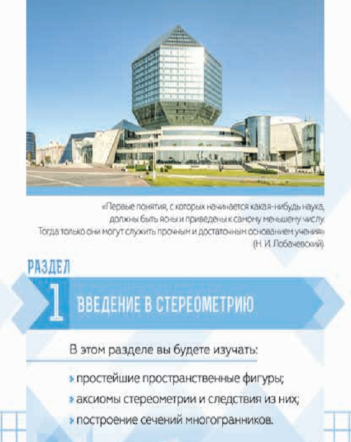 «Первые понятия, с которых начинается какая-нибудь наука,
должны быть ясны и приведены к самому меньшему числу.
Тогда только они могут служить прочным и достаточным основанием учения»
(Н. И. Лобачевский)
РАЗДЕЛ
1 ВВЕДЕНИЕ В СТЕРЕОМЕТРИЮ
В этом разделе вы будете изучать:
» простейшие пространственные фигуры;
» аксиомы стереометрии и следствия из них;
» построение сечений многогранников.